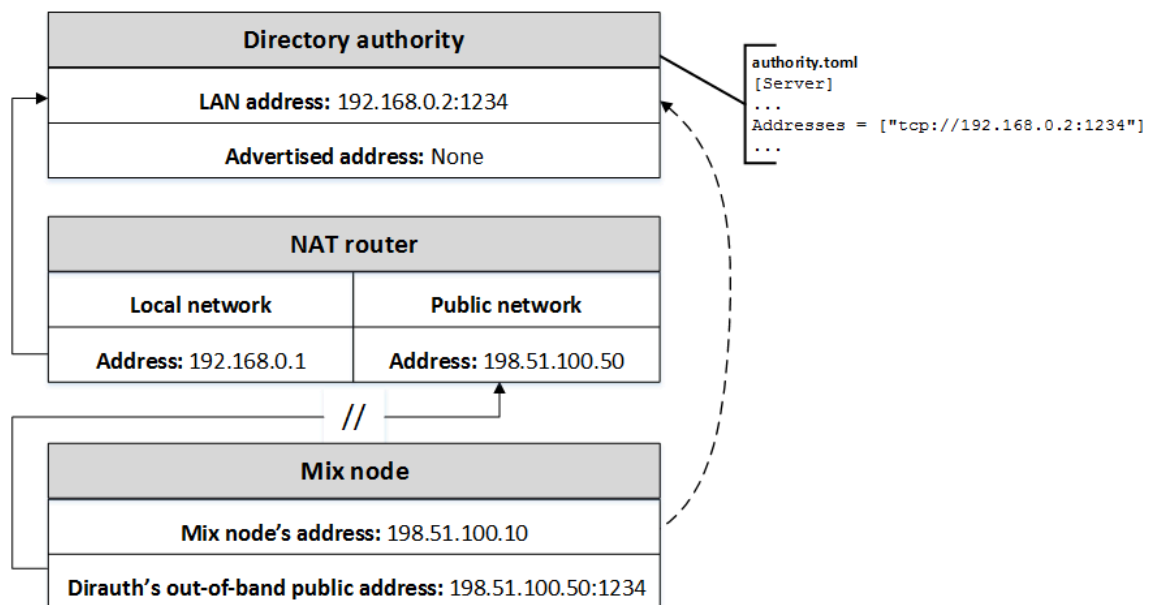 Directory authority
LAN address: 192.168.0.2:1234
Advertised address: None
authority.toml
[Server]
...
Addresses = ["tcp://192.168.0.2:1234"]
...
NAT router
Local network
Public network
Address: 192.168.0.1
Address: 198.51.100.50
//
Mix node
Mix node’s address: 198.51.100.10
Dirauth’s out-of-band public address: 198.51.100.50:1234